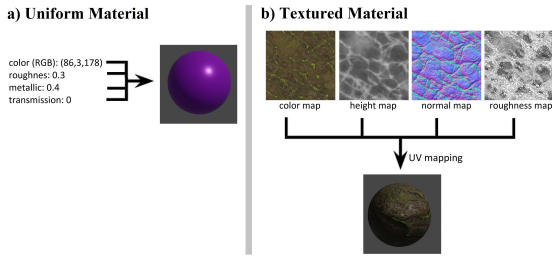 a) Uniform Material
color (RGB): (86,3,178)
roughnes: 0.3
metallic: 0.4
transmission: 0
b) Textured Material
color map
height map
normal map
roughness map
UV mapping